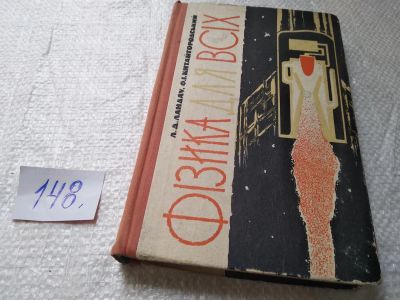 Л. Д. ЛАНДАУ, О. І. КИТАЙГОРОДСЬКИЙ
ФІЗИКА ДЛЯ ВСІХ
148.